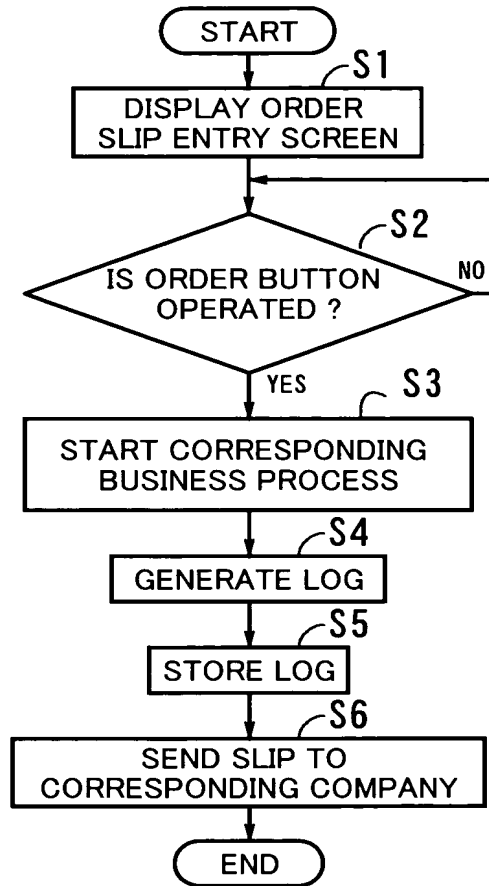 START
S1
DISPLAY ORDER
SLIP ENTRY SCREEN
S2
IS ORDER BUTTON
OPERATED ?
NO
YES
S3
START CORRESPONDING
BUSINESS PROCESS
S4
GENERATE LOG
S5
STORE LOG
S6
SEND SLIP TO
CORRESPONDING COMPANY
END